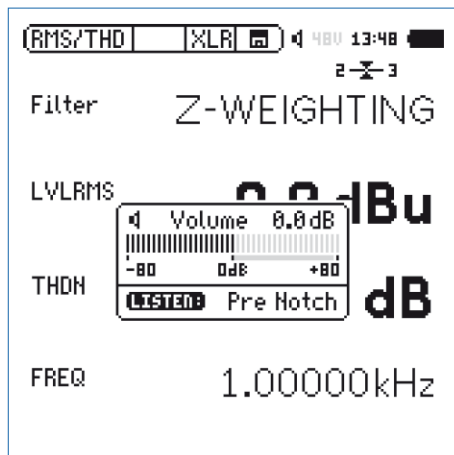 RMS/THD XLR 48V 13:48
2 3
Filter Z-WEIGHTING
LVLRMS dBu
Volume 0.0dB
-80 0dB +80
THDN dB
LISTEN: Pre Notch
FREQ 1.00000kHz